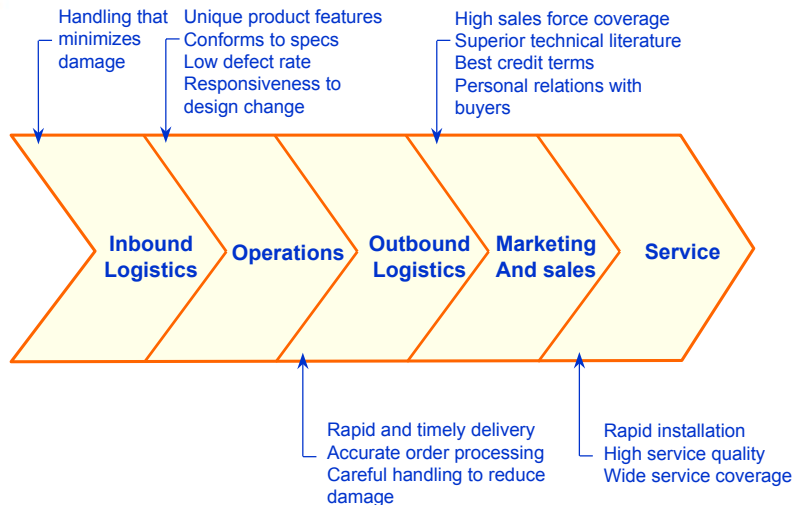 Handling that
minimizes
damage
Unique product features
Conforms to specs
Low defect rate
Responsiveness to
design change
High sales force coverage
Superior technical literature
Best credit terms
Personal relations with
buyers
Inbound
Logistics
Operations
Outbound
Logistics
Marketing
And sales
Service
Rapid and timely delivery
Accurate order processing
Careful handling to reduce
damage
Rapid installation
High service quality
Wide service coverage